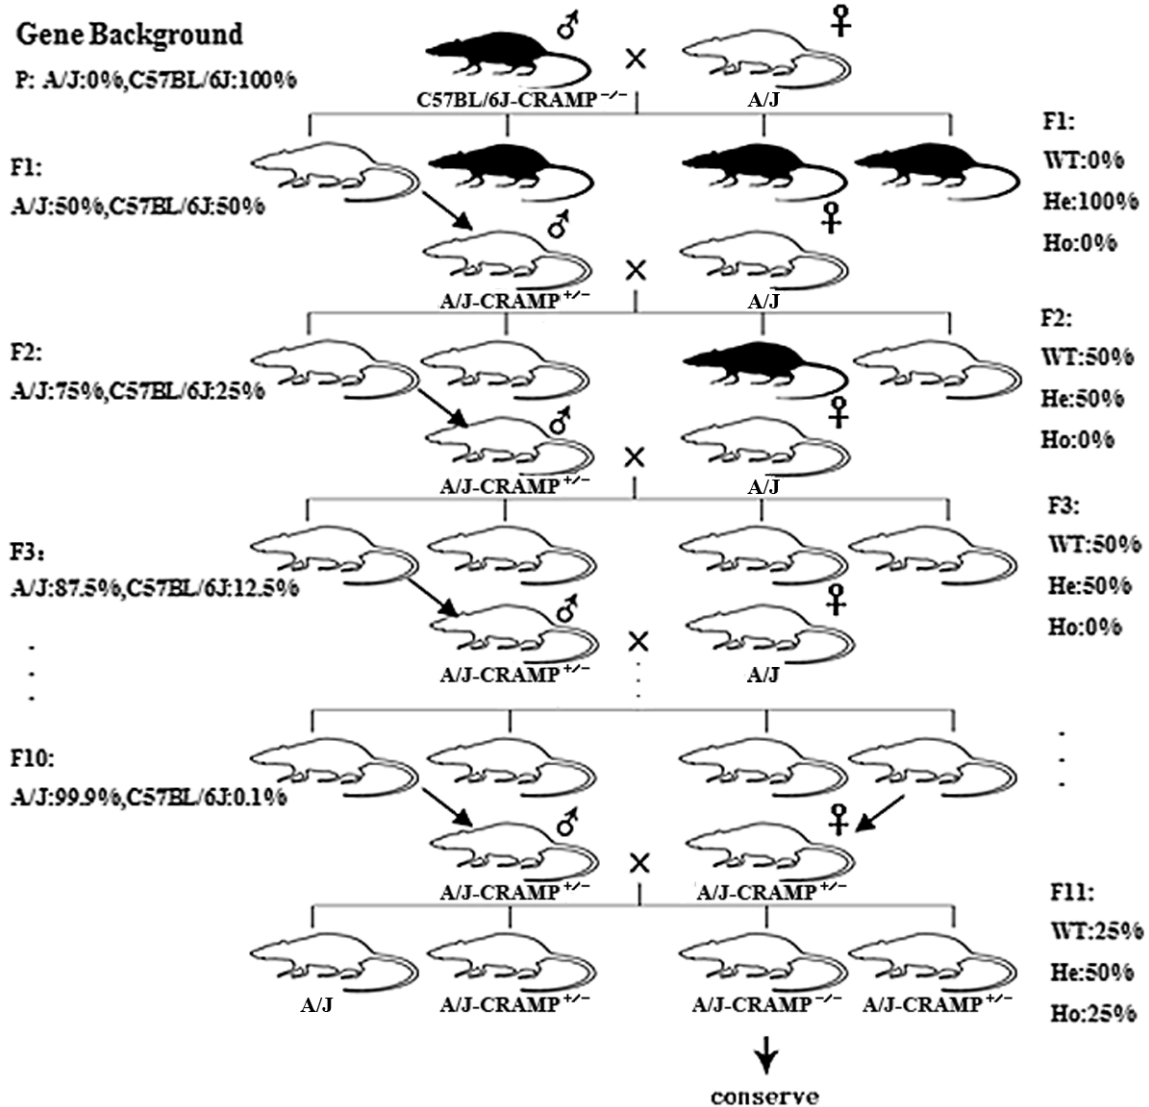 Gene Background
♂
♀
P: A/J:0%,C57BL/6J:100%
×
C57BL/6J-CRAMP⁻ᐟ⁻
A/J
F1:
A/J:50%,C57BL/6J:50%
F1:
WT:0%
He:100%
Ho:0%
♂
♀
×
A/J-CRAMP⁺ᐟ⁻
A/J
F2:
A/J:75%,C57BL/6J:25%
F2:
WT:50%
He:50%
Ho:0%
♂
♀
×
A/J-CRAMP⁺ᐟ⁻
A/J
F3:
A/J:87.5%,C57BL/6J:12.5%
F3:
WT:50%
He:50%
Ho:0%
♂
♀
×
A/J-CRAMP⁺ᐟ⁻
A/J
F10:
A/J:99.9%,C57BL/6J:0.1%
♂
♀
×
A/J-CRAMP⁺ᐟ⁻
A/J-CRAMP⁺ᐟ⁻
F11:
WT:25%
He:50%
Ho:25%
A/J
A/J-CRAMP⁺ᐟ⁻
A/J-CRAMP⁻ᐟ⁻
A/J-CRAMP⁺ᐟ⁻
conserve